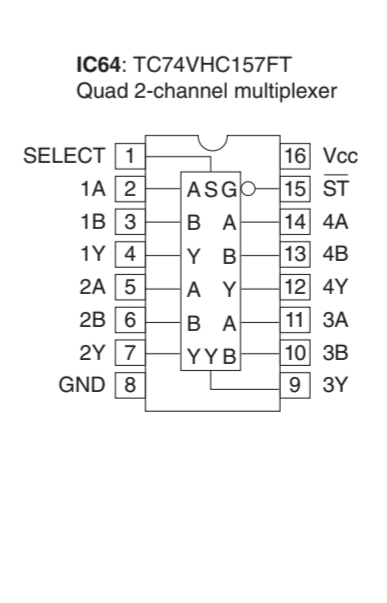 IC64: TC74VHC157FT
Quad 2-channel multiplexer
SELECT 1 16 Vcc
1A 2 A S G 15 S̅T̅
1B 3 B A 14 4A
1Y 4 Y B 13 4B
2A 5 A Y 12 4Y
2B 6 B A 11 3A
2Y 7 Y Y B 10 3B
GND 8 9 3Y